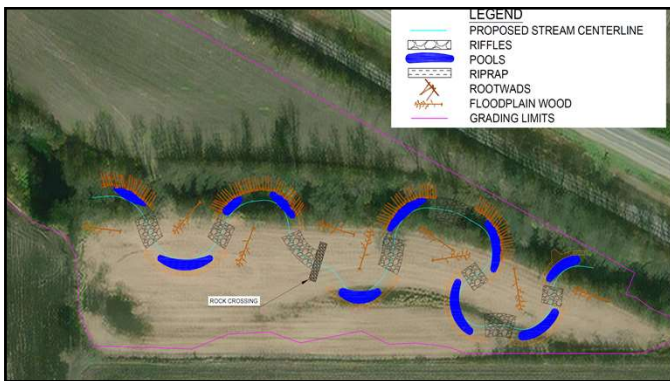 LEGEND
PROPOSED STREAM CENTERLINE
RIFFLES
POOLS
RIPRAP
ROOTWADS
FLOODPLAIN WOOD
GRADING LIMITS
ROCK CROSSING